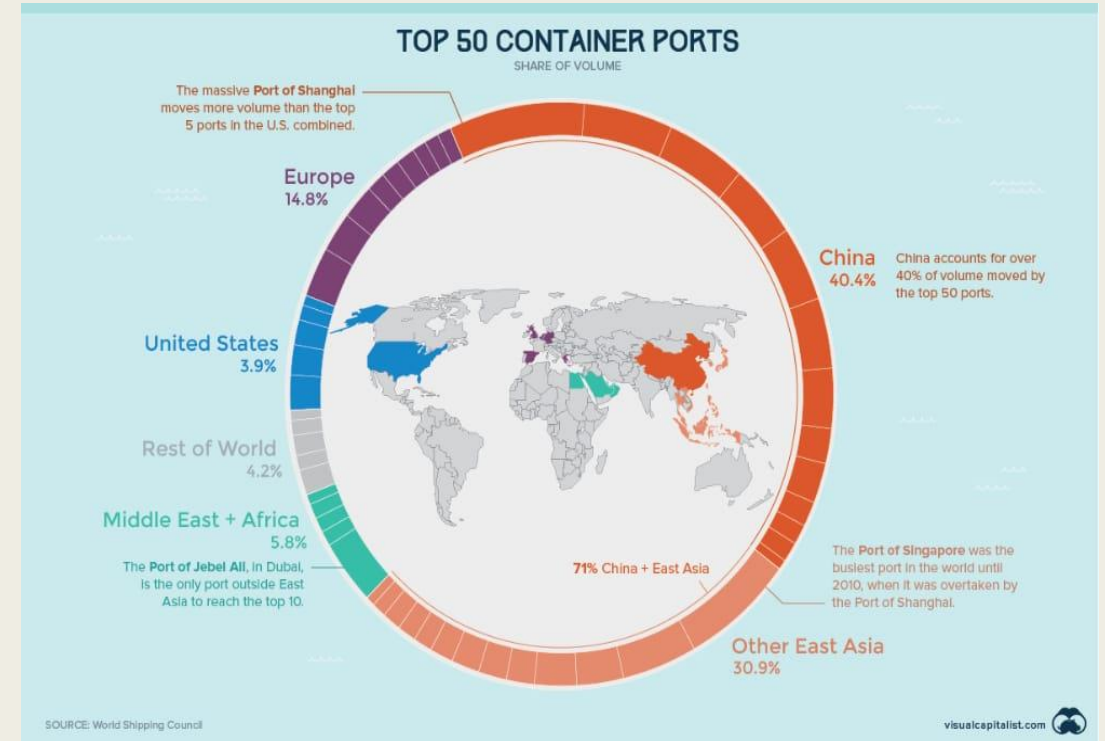 TOP 50 CONTAINER PORTS
SHARE OF VOLUME
The massive Port of Shanghai
moves more volume than the top
5 ports in the U.S. combined.
Europe
14.8%
China
40.4%
China accounts for over
40% of volume moved by
the top 50 ports.
United States
3.9%
Rest of World
4.2%
Middle East + Africa
5.8%
The Port of Jebel Ali, in Dubai,
is the only port outside East
Asia to reach the top 10.
71% China + East Asia
The Port of Singapore was the
busiest port in the world until
2010, when it was overtaken by
the Port of Shanghai.
Other East Asia
30.9%
SOURCE: World Shipping Council
visualcapitalist.com